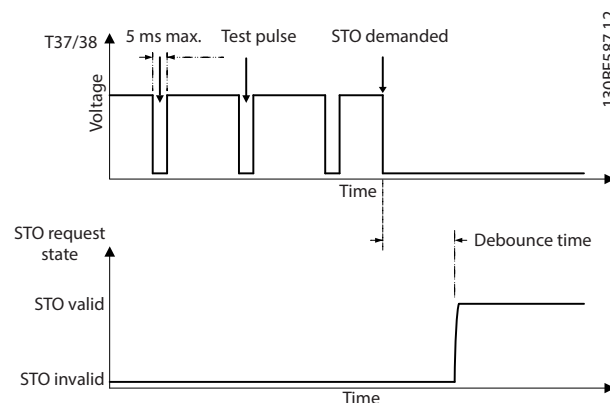 T37/38
5 ms max.
Test pulse
STO demanded
130BE587.12
Voltage
Time
STO request
state
Debounce time
STO valid
STO invalid
Time